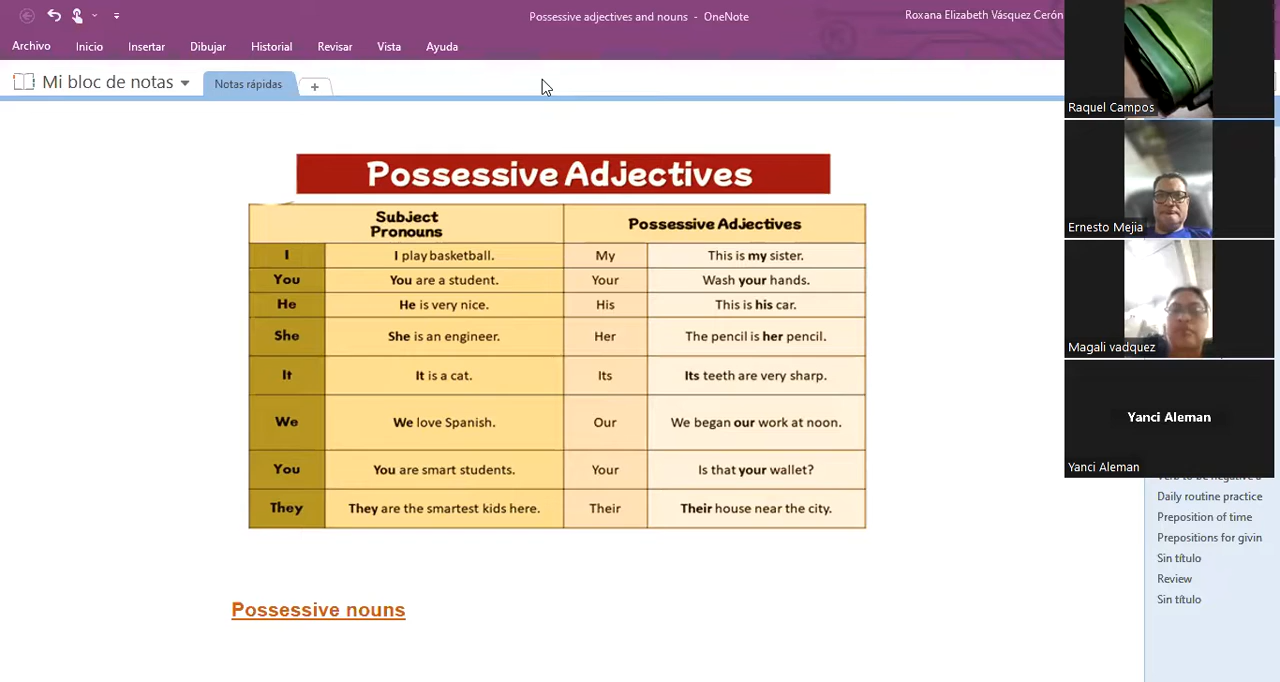 Possessive adjectives and nouns - OneNote
Roxana Elizabeth Vásquez Cerón
Archivo Inicio Insertar Dibujar Historial Revisar Vista Ayuda
Mi bloc de notas Notas rápidas +
Possessive Adjectives
Subject Pronouns Possessive Adjectives
I I play basketball. My This is my sister.
You You are a student. Your Wash your hands.
He He is very nice. His This is his car.
She She is an engineer. Her The pencil is her pencil.
It It is a cat. Its Its teeth are very sharp.
We We love Spanish. Our We began our work at noon.
You You are smart students. Your Is that your wallet?
They They are the smartest kids here. Their Their house near the city.
Possessive nouns
Raquel Campos
Ernesto Mejia
Magali vadquez
Yanci Aleman
Yanci Aleman
Verb to be negative a
Daily routine practice
Preposition of time
Prepositions for givin
Sin título
Review
Sin título